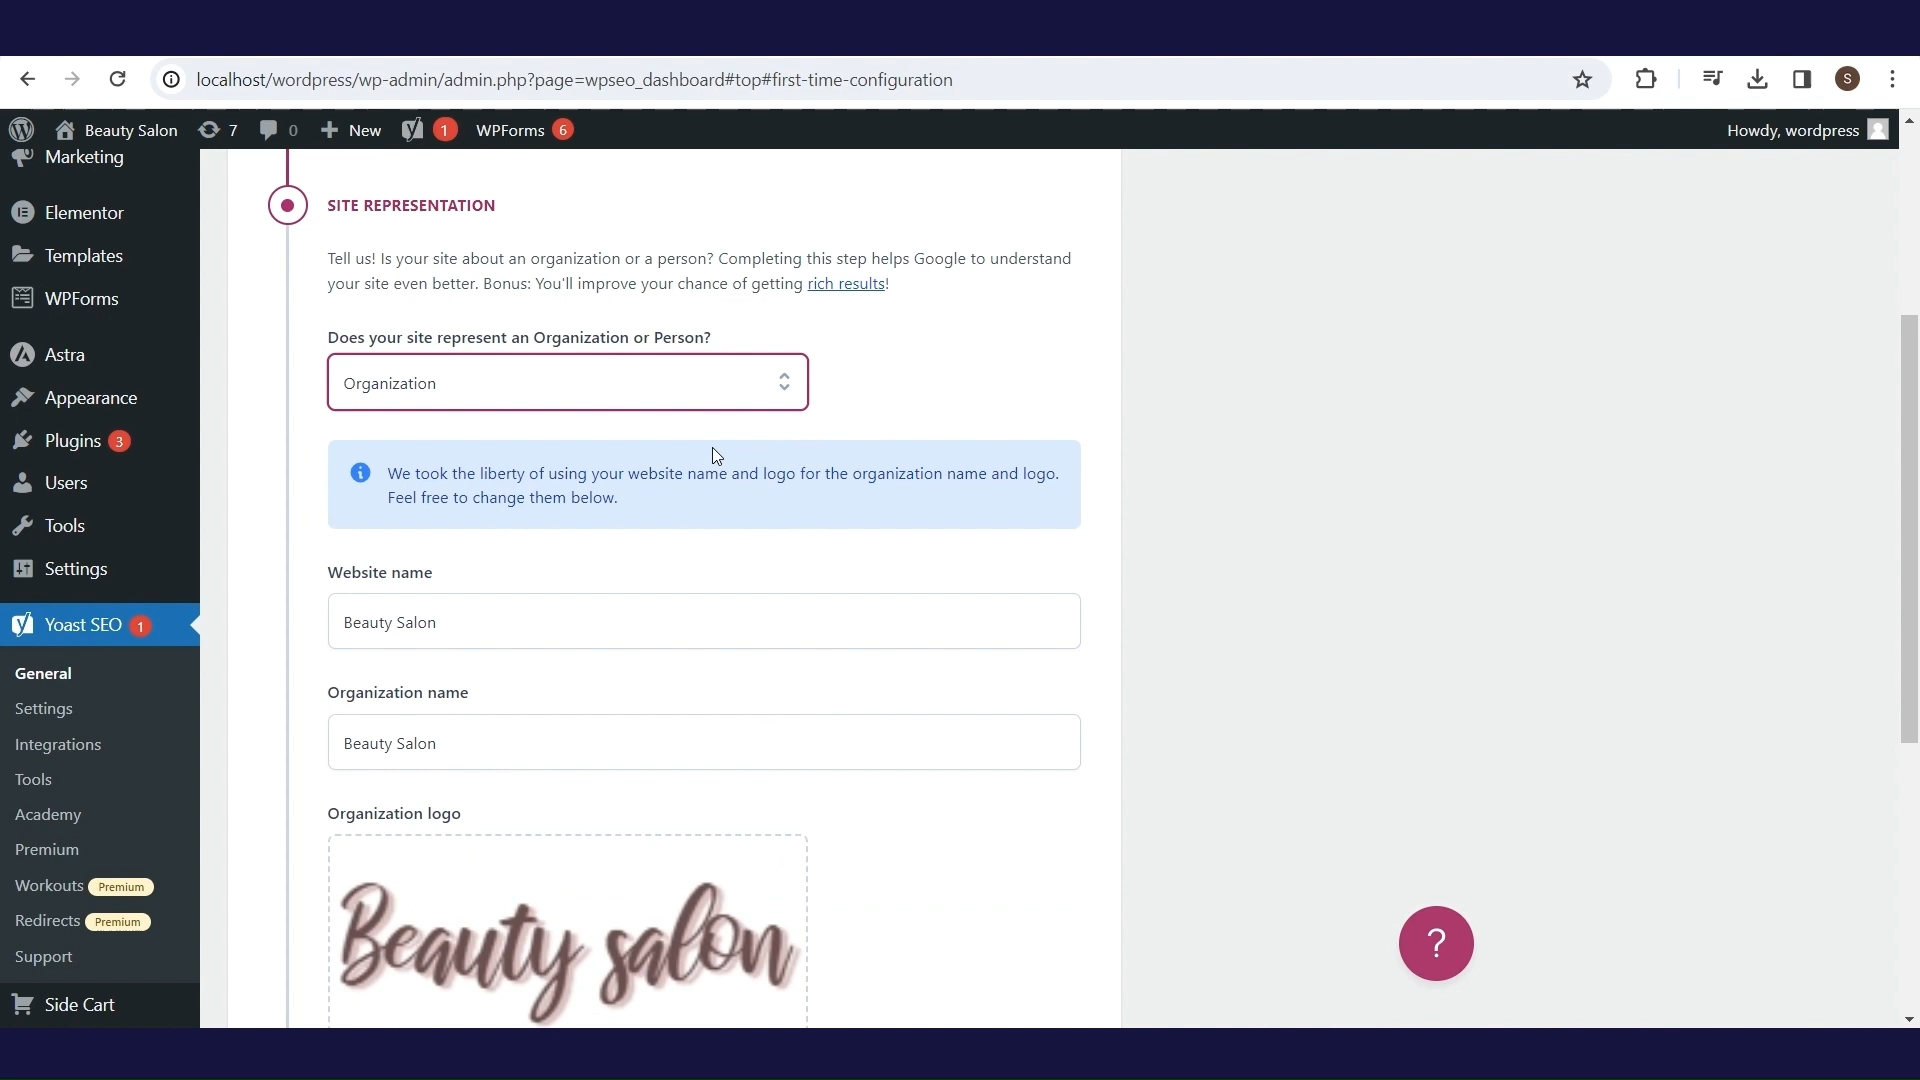 localhost/wordpress/wp-admin/admin.php?page=wpseo_dashboard#top#first-time-configuration
S
Beauty Salon
7
0
New
1
WPForms 6
Howdy, wordpress
Marketing
Elementor
Templates
WPForms
Astra
Appearance
Plugins 3
Users
Tools
Settings
Yoast SEO 1
General
Settings
Integrations
Tools
Academy
Premium
Workouts Premium
Redirects Premium
Support
Side Cart
SITE REPRESENTATION
Tell us! Is your site about an organization or a person? Completing this step helps Google to understand
your site even better. Bonus: You'll improve your chance of getting rich results!
Does your site represent an Organization or Person?
Organization
We took the liberty of using your website name and logo for the organization name and logo.
Feel free to change them below.
Website name
Beauty Salon
Organization name
Beauty Salon
Organization logo
Beauty salon
?